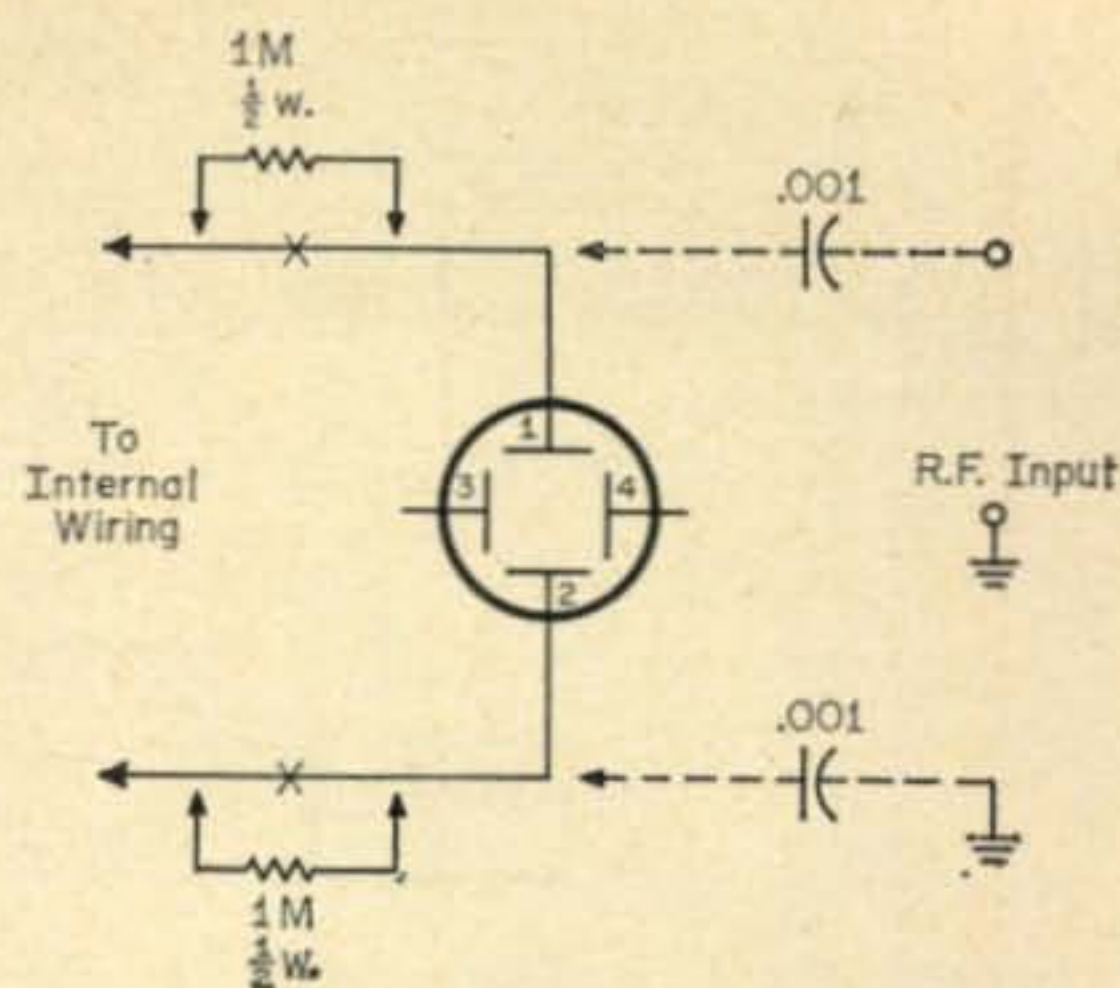 1M
½ W.
.001
To
Internal
Wiring
1
3
4
2
R.F. Input
.001
1M
½ W.